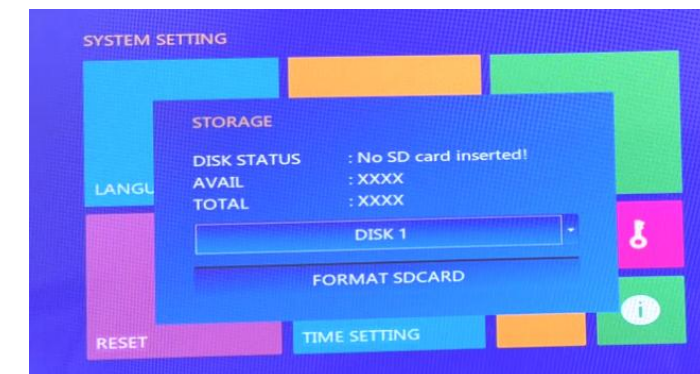 SYSTEM SETTING
STORAGE
DISK STATUS : No SD card inserted!
AVAIL : XXXX
TOTAL : XXXX
LANGU
DISK 1
FORMAT SDCARD
RESET
TIME SETTING
i